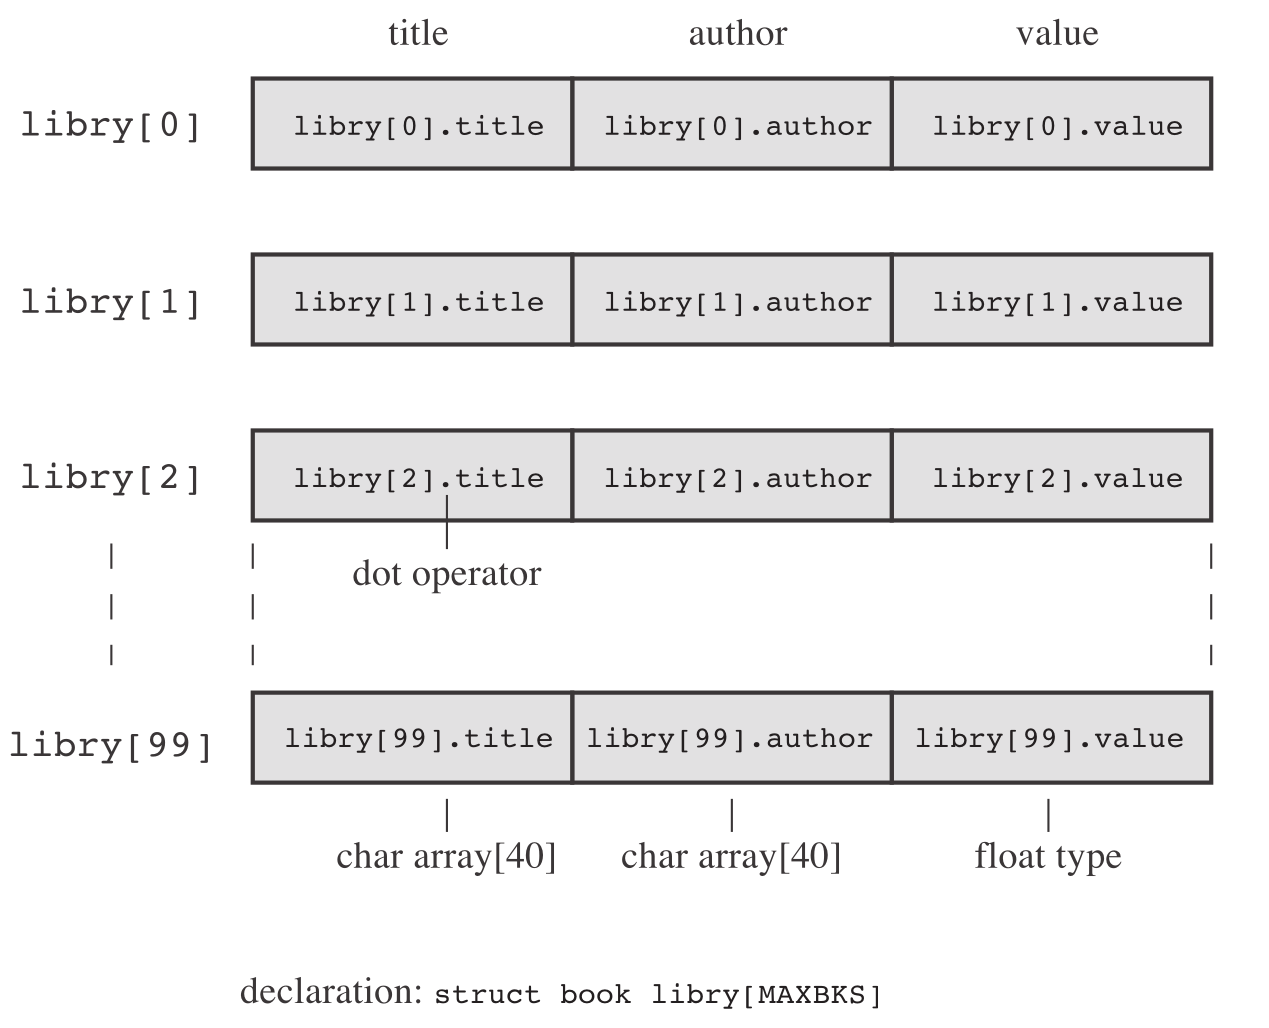 title author value
libry[0] libry[0].title libry[0].author libry[0].value
libry[1] libry[1].title libry[1].author libry[1].value
libry[2] libry[2].title libry[2].author libry[2].value
dot operator
libry[99] libry[99].title libry[99].author libry[99].value
char array[40] char array[40] float type
declaration: struct book libry[MAXBKS]